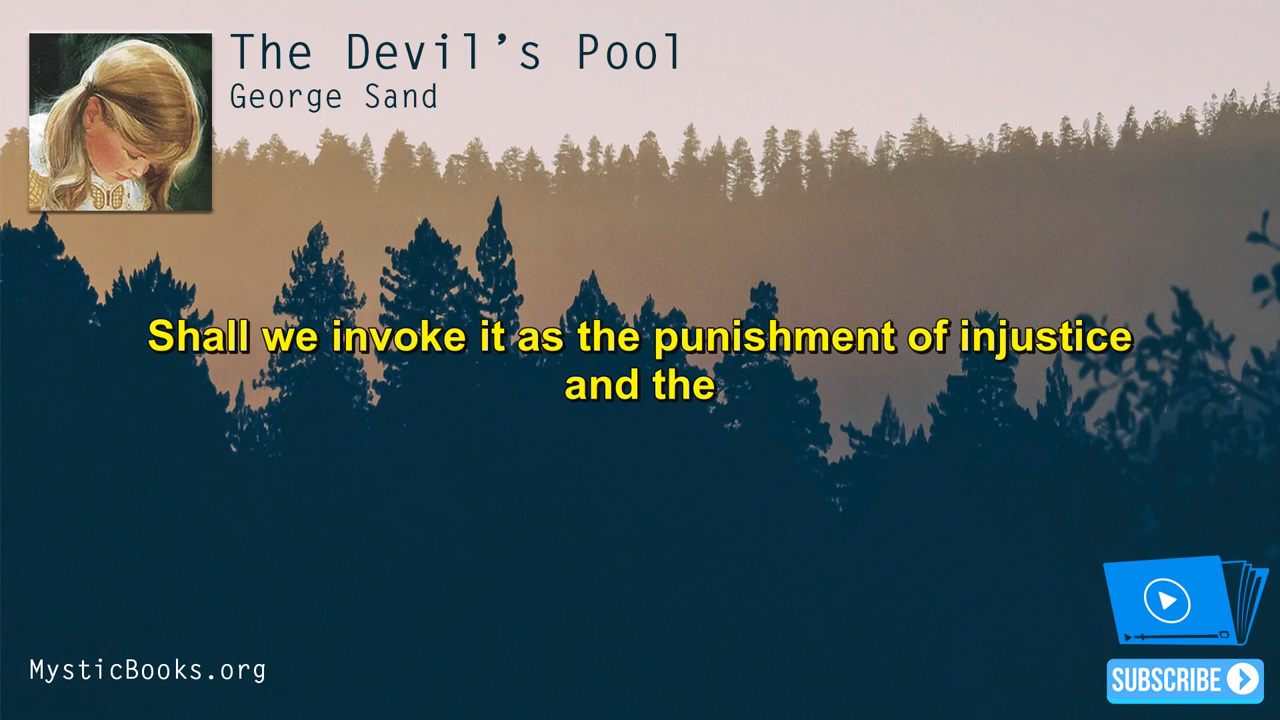 The Devil's Pool
George Sand
Shall we invoke it as the punishment of injustice
and the
MysticBooks.org
SUBSCRIBE